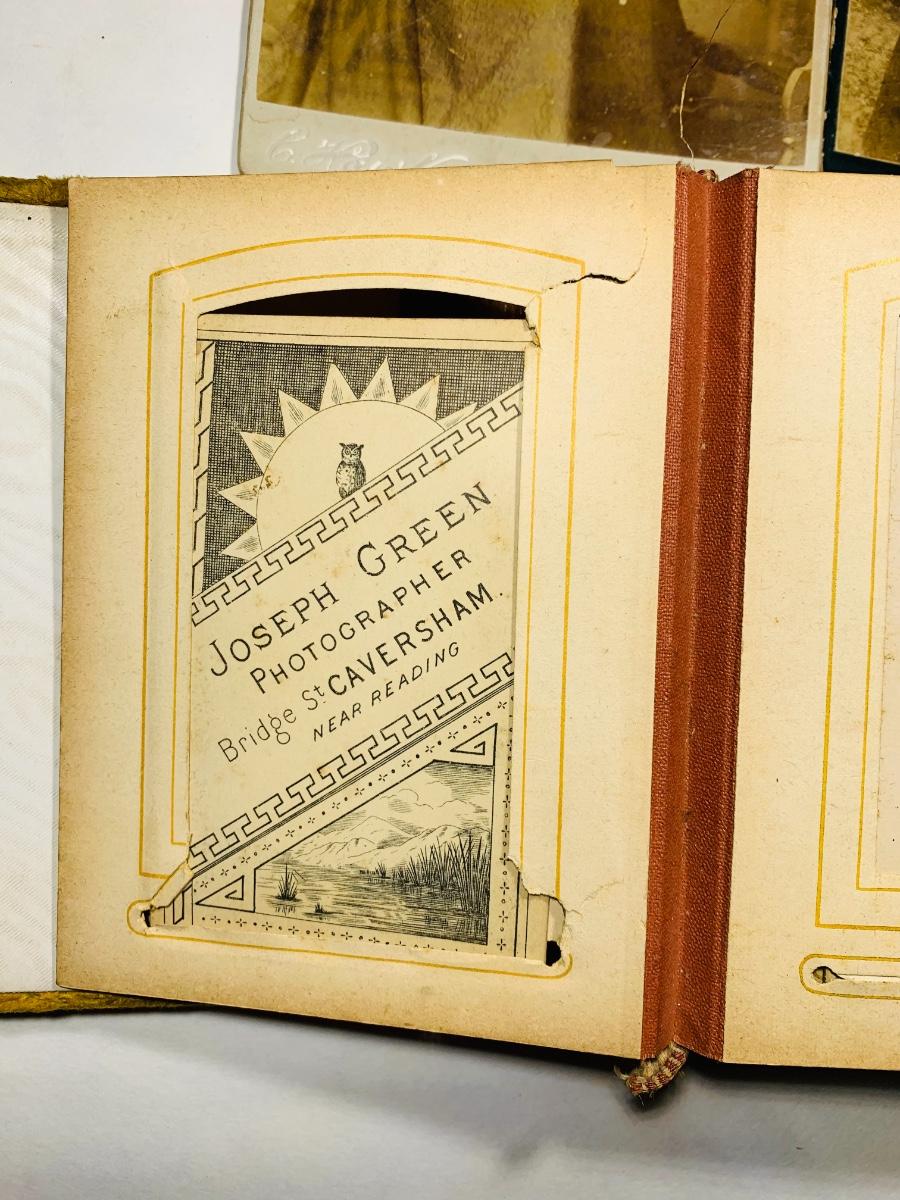 JOSEPH GREEN
PHOTOGRAPHER
Bridge St. CAVERSHAM.
NEAR READING